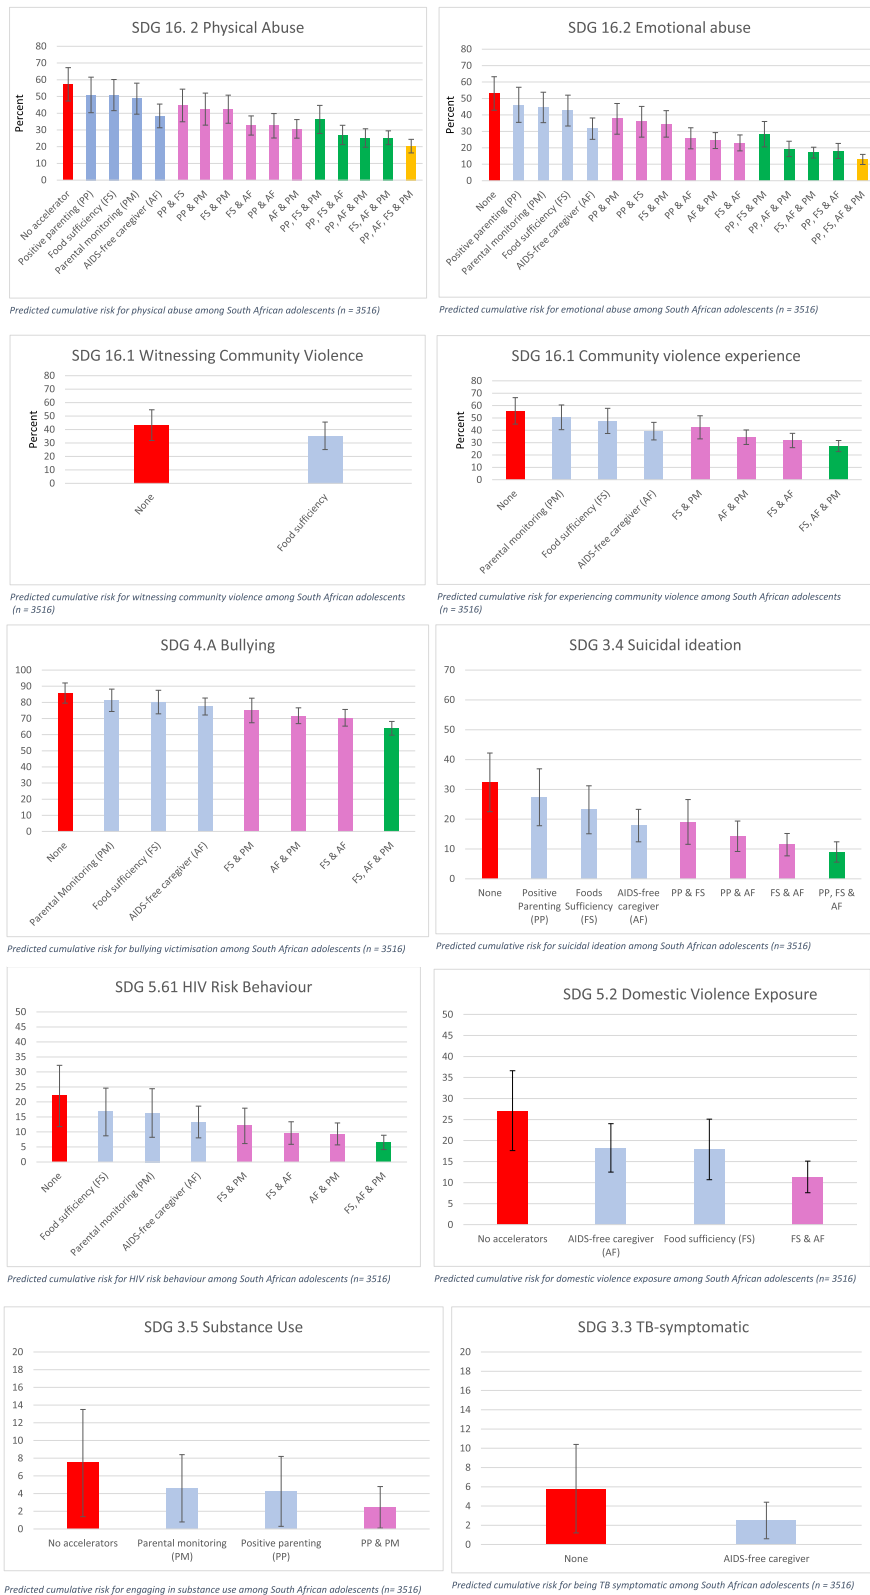 SDG 16. 2 Physical Abuse
80
70
60
50
40
30
20
10
0
Percent
No accelerator
Positive parenting (PP)
Food sufficiency (FS)
Parental monitoring (PM)
AIDS-free caregiver (AF)
PP & FS
PP & PM
FS & PM
FS & AF
PP & AF
AF & PM
PP, FS & PM
PP, FS & AF
PP, AF & PM
FS, AF & PM
PP, AF, FS & PM
Predicted cumulative risk for physical abuse among South African adolescents (n = 3516)
SDG 16.2 Emotional abuse
80
70
60
50
40
30
20
10
0
Percent
None
Positive parenting (PP)
Parental monitoring (PM)
Food sufficiency (FS)
AIDS-free caregiver (AF)
PP & PM
PP & FS
FS & PM
PP & AF
AF & PM
FS & AF
PP, FS & PM
PP, AF & PM
FS, AF & PM
PP, FS & AF
PP, FS, AF & PM
Predicted cumulative risk for emotional abuse among South African adolescents (n = 3516)
SDG 16.1 Witnessing Community Violence
80
70
60
50
40
30
20
10
0
Percent
None
Food sufficiency
Predicted cumulative risk for witnessing community violence among South African adolescents
(n = 3516)
SDG 16.1 Community violence experience
80
70
60
50
40
30
20
10
0
Percent
None
Parental monitoring (PM)
Food sufficiency (FS)
AIDS-free caregiver (AF)
FS & PM
AF & PM
FS & AF
FS, AF & PM
Predicted cumulative risk for experiencing community violence among South African adolescents
(n = 3516)
SDG 4.A Bullying
100
90
80
70
60
50
40
30
20
10
0
None
Parental Monitoring (PM)
Food sufficiency (FS)
AIDS-free caregiver (AF)
FS & PM
AF & PM
FS & AF
FS, AF & PM
Predicted cumulative risk for bullying victimisation among South African adolescents (n = 3516)
SDG 3.4 Suicidal ideation
70
60
50
40
30
20
10
0
None
Positive
Parenting
(PP)
Foods
Sufficiency
(FS)
AIDS-free
caregiver
(AF)
PP & FS
PP & AF
FS & AF
PP, FS &
AF
Predicted cumulative risk for suicidal ideation among South African adolescents (n= 3516)
SDG 5.61 HIV Risk Behaviour
50
45
40
35
30
25
20
15
10
5
0
None
Food sufficiency (FS)
Parental monitoring (PM)
AIDS-free caregiver (AF)
FS & PM
FS & AF
AF & PM
FS, AF & PM
Predicted cumulative risk for HIV risk behaviour among South African adolescents (n= 3516)
SDG 5.2 Domestic Violence Exposure
50
45
40
35
30
25
20
15
10
5
0
No accelerators
AIDS-free caregiver
(AF)
Food sufficiency (FS)
FS & AF
Predicted cumulative risk for domestic violence exposure among South African adolescents (n= 3516)
SDG 3.5 Substance Use
20
18
16
14
12
10
8
6
4
2
0
No accelerators
Parental monitoring
(PM)
Positive parenting
(PP)
PP & PM
Predicted cumulative risk for engaging in substance use among South African adolescents (n= 3516)
SDG 3.3 TB-symptomatic
20
18
16
14
12
10
8
6
4
2
0
None
AIDS-free caregiver
Predicted cumulative risk for being TB symptomatic among South African adolescents (n = 3516)